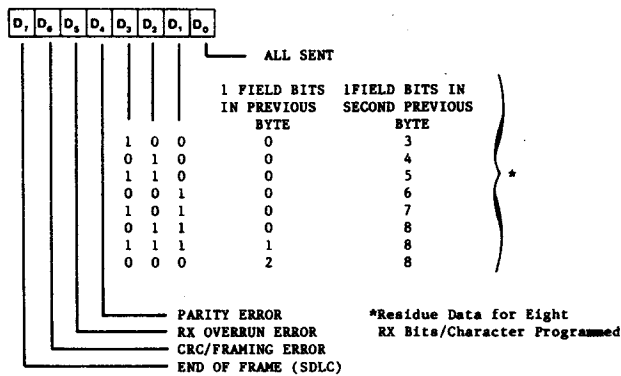 D7 D6 D5 D4 D3 D2 D1 D0
ALL SENT
1 FIELD BITS 1FIELD BITS IN
IN PREVIOUS SECOND PREVIOUS
BYTE BYTE
1 0 0 0 3
0 1 0 0 4
1 1 0 0 5
0 0 1 0 6
1 0 1 0 7
0 1 1 0 8
1 1 1 1 8
0 0 0 2 8
*
PARITY ERROR *Residue Data for Eight
RX OVERRUN ERROR RX Bits/Character Programmed
CRC/FRAMING ERROR
END OF FRAME (SDLC)